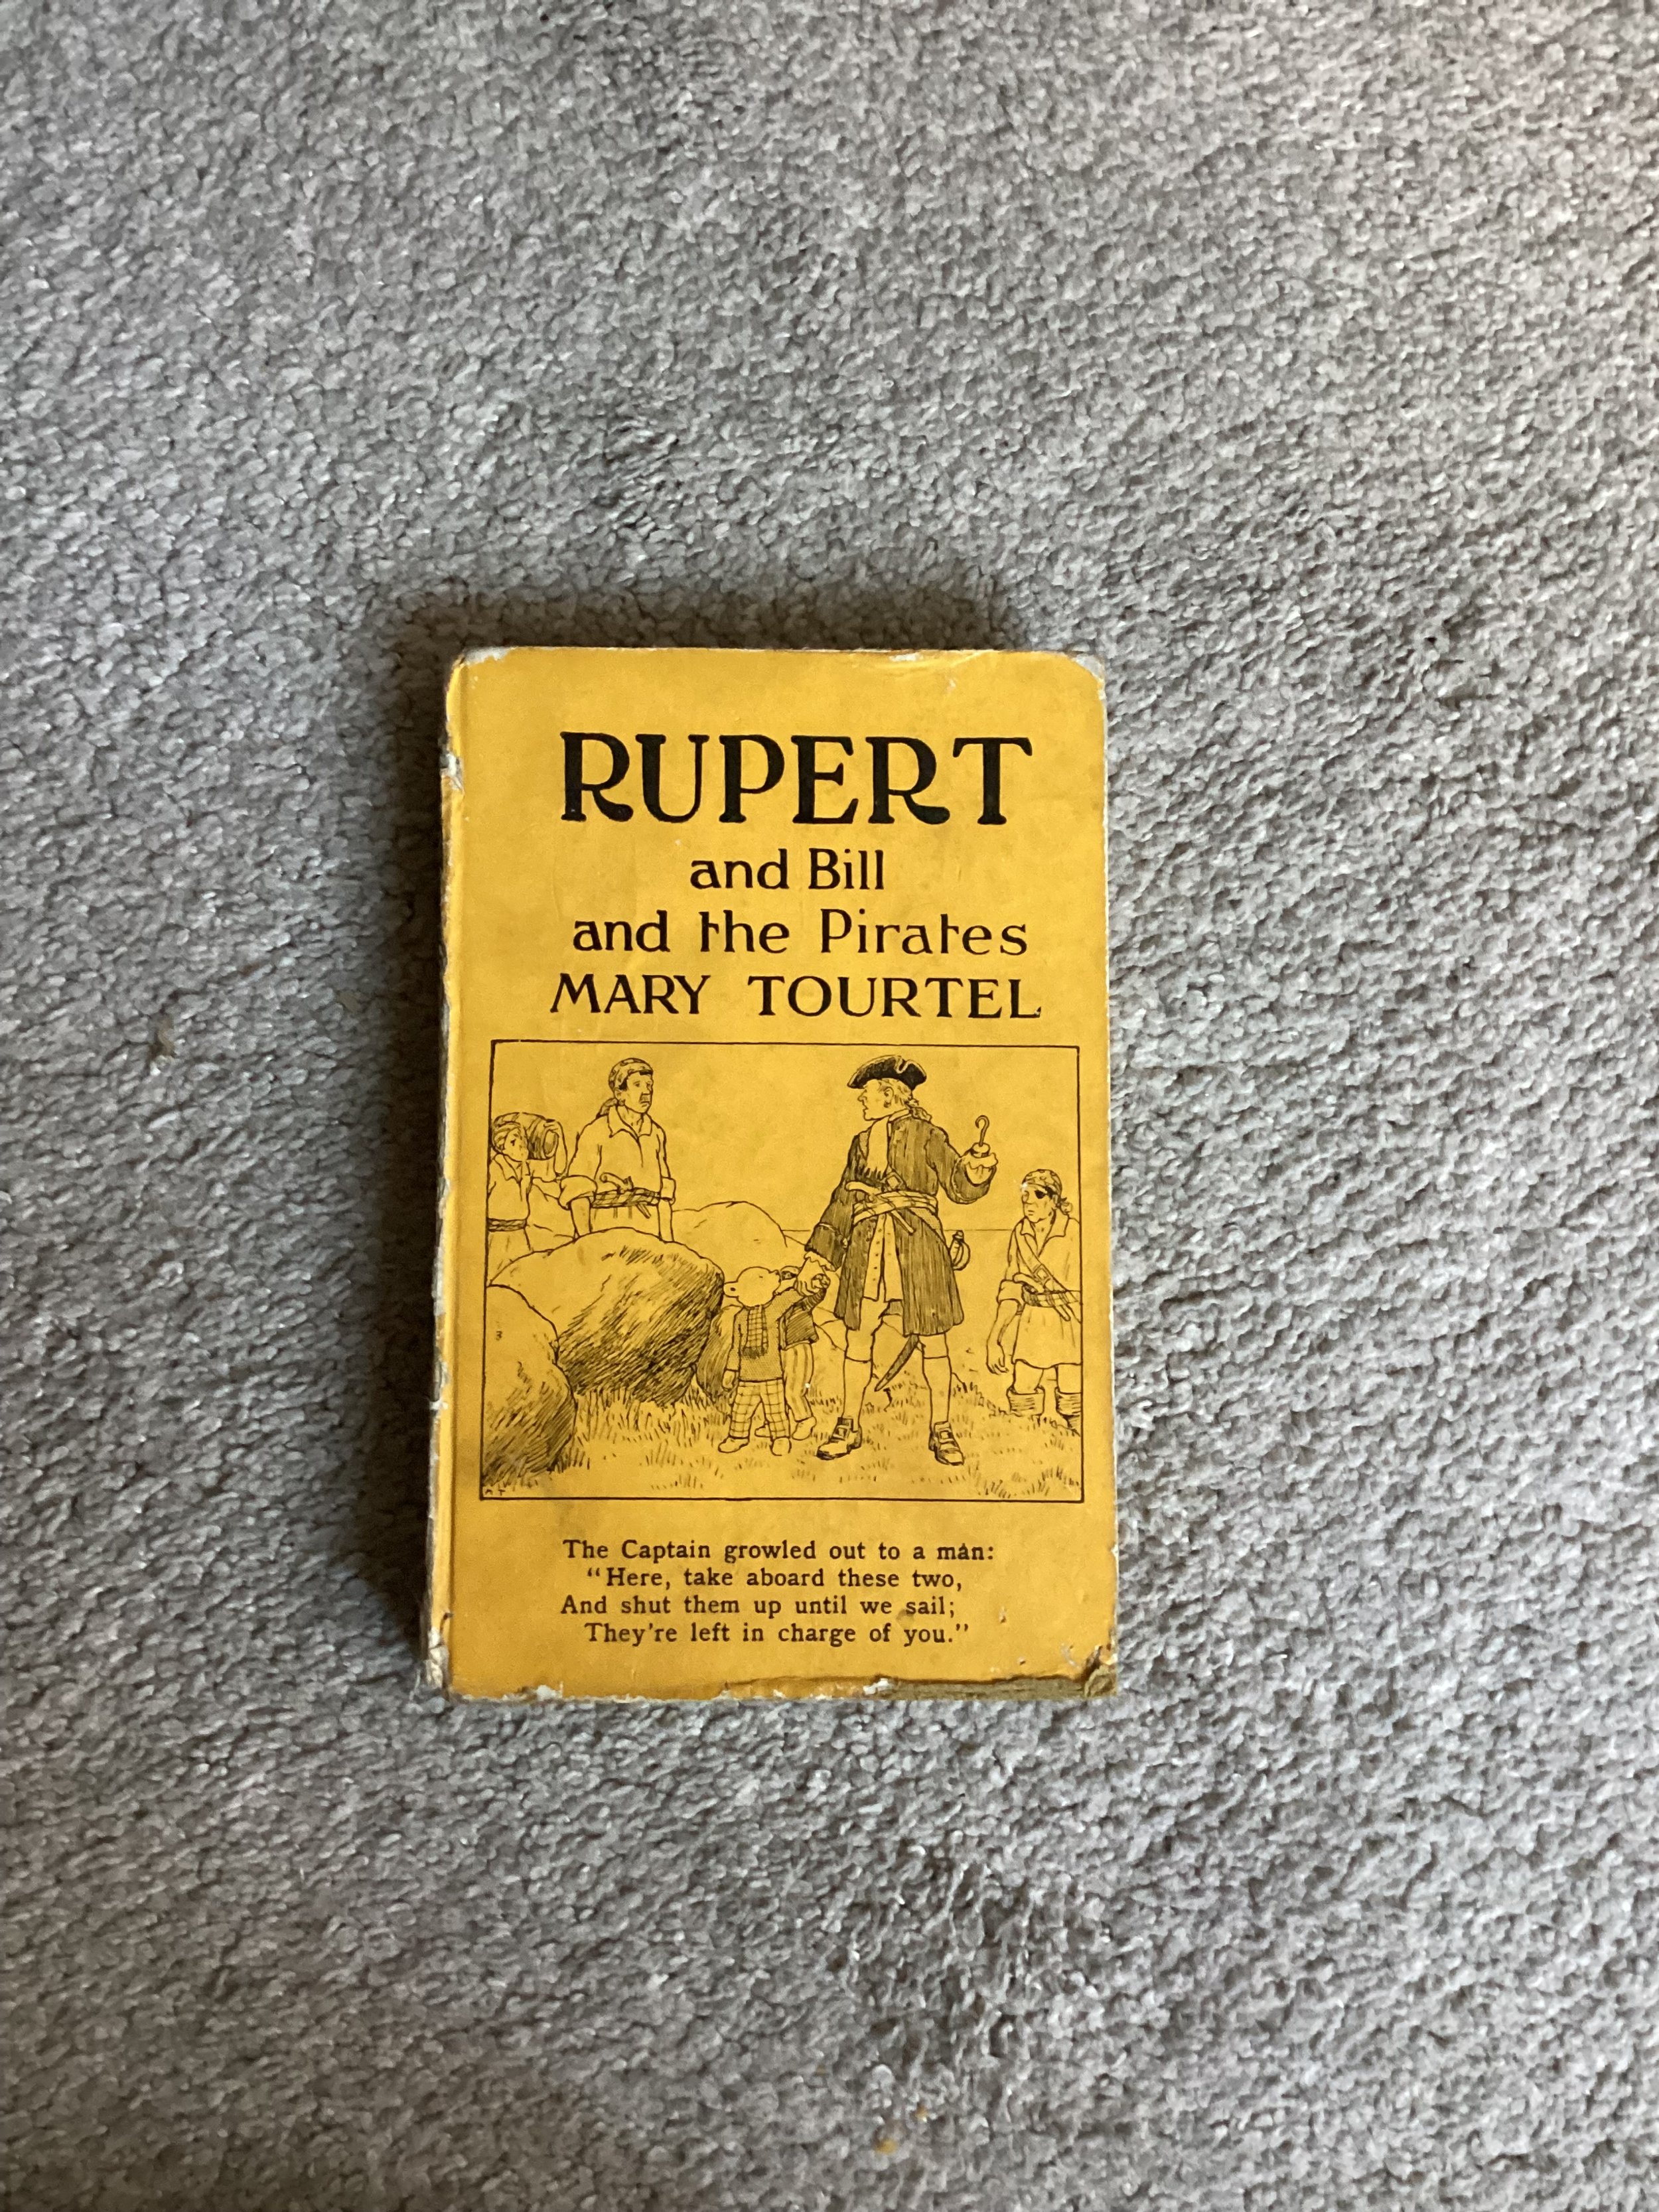 RUPERT
and Bill
and the Pirates
MARY TOURTEL
3
M T
The Captain growled out to a man:
"Here, take aboard these two,
And shut them up until we sail;
They're left in charge of you."